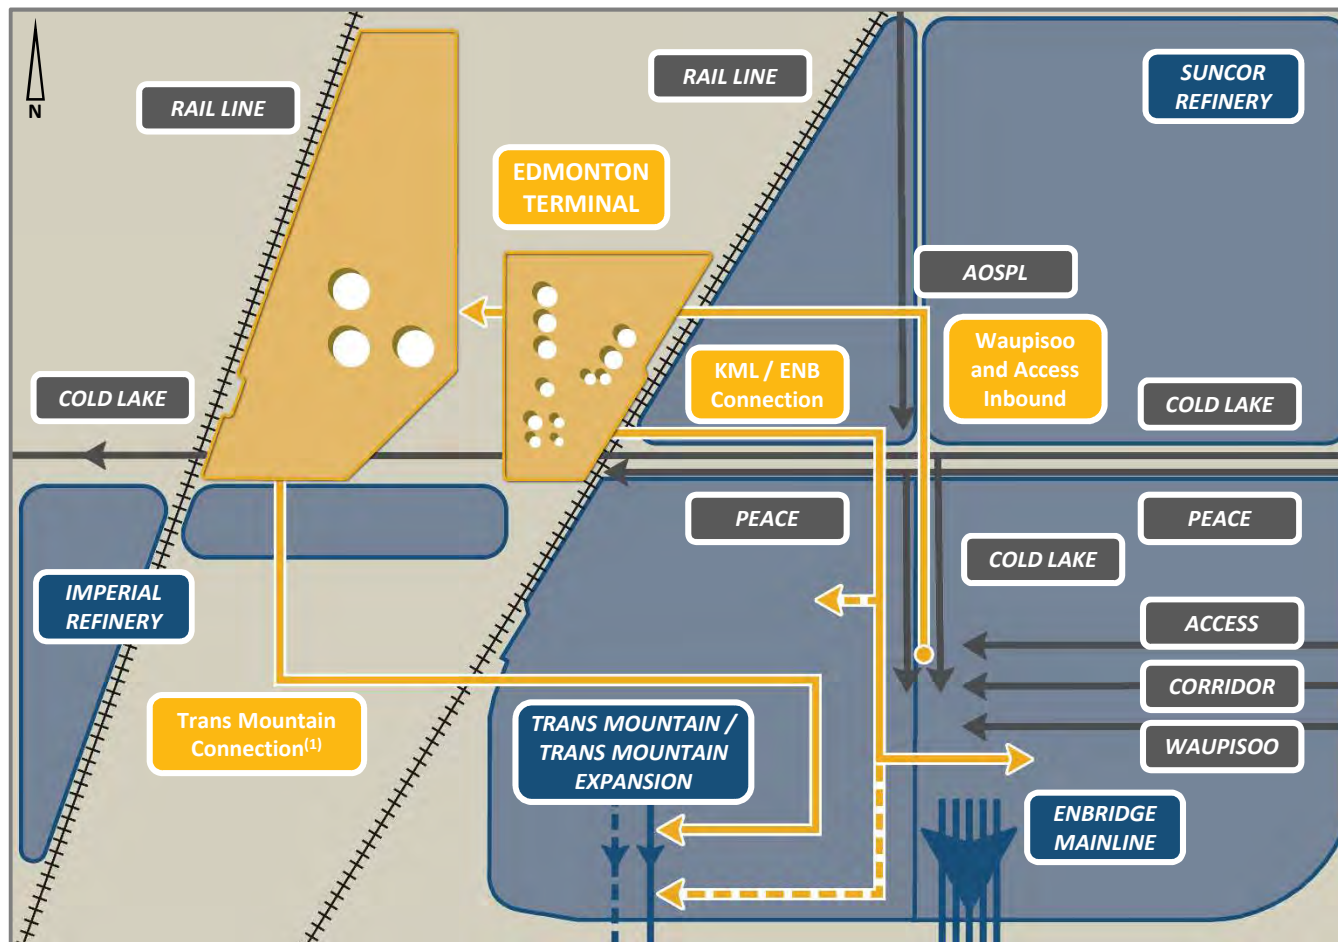 N
RAIL LINE
RAIL LINE
SUNCOR
REFINERY
EDMONTON
TERMINAL
AOSPL
Waupisoo
and Access
Inbound
KML / ENB
Connection
COLD LAKE
COLD LAKE
PEACE
PEACE
COLD LAKE
IMPERIAL
REFINERY
ACCESS
CORRIDOR
WAUPISOO
Trans Mountain
Connection(1)
TRANS MOUNTAIN /
TRANS MOUNTAIN
EXPANSION
ENBRIDGE
MAINLINE